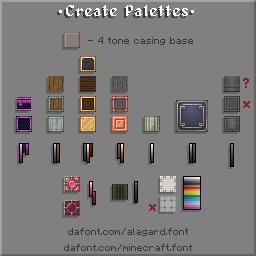 •Create Palettes•
- 4 tone casing base
?
×
×
dafont.com/alagard.font
dafont.com/minecraft.font